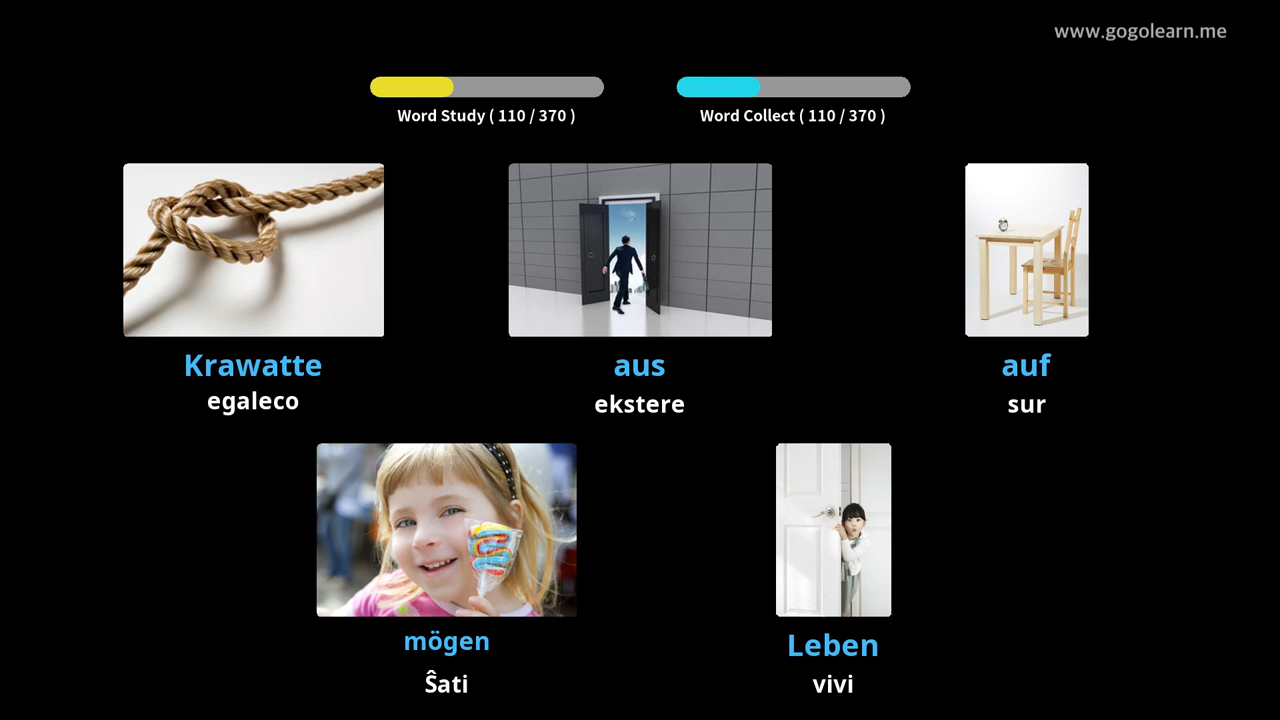 www.gogolearn.me
Word Study ( 110 / 370 )
Word Collect ( 110 / 370 )
Krawatte
egaleco
aus
ekstere
auf
sur
mögen
Ŝati
Leben
vivi